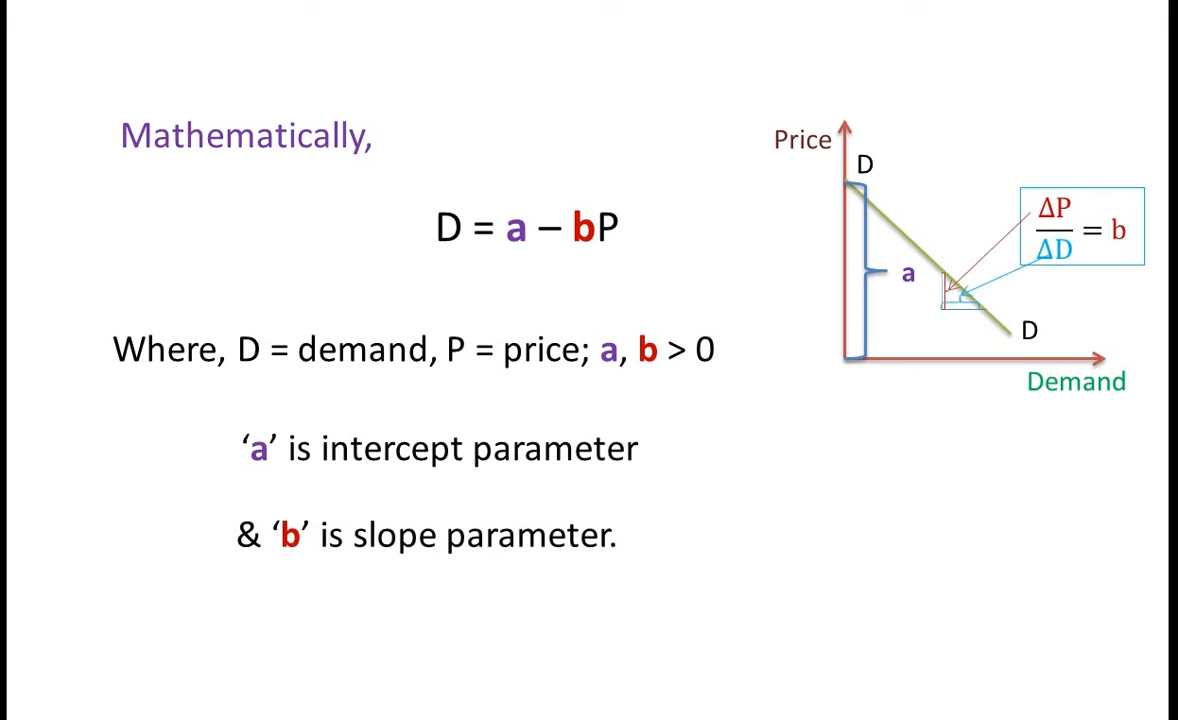 Mathematically,
D = a – bP
Where, D = demand, P = price; a, b > 0
‘a’ is intercept parameter
& ‘b’ is slope parameter.
Price
D
a
ΔP
ΔD
= b
D
Demand